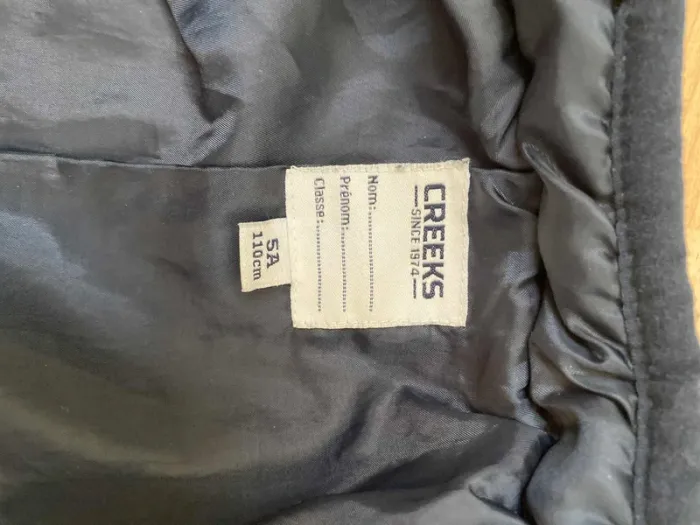 CREEKS
SINCE 1974
Nom:
Prénom:
Classe:
5A
110cm